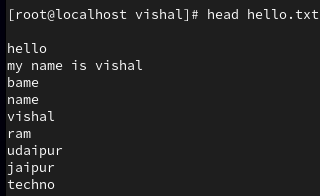 [root@localhost vishal]# head hello.txt

hello
my name is vishal
bame
name
vishal
ram
udaipur
jaipur
techno